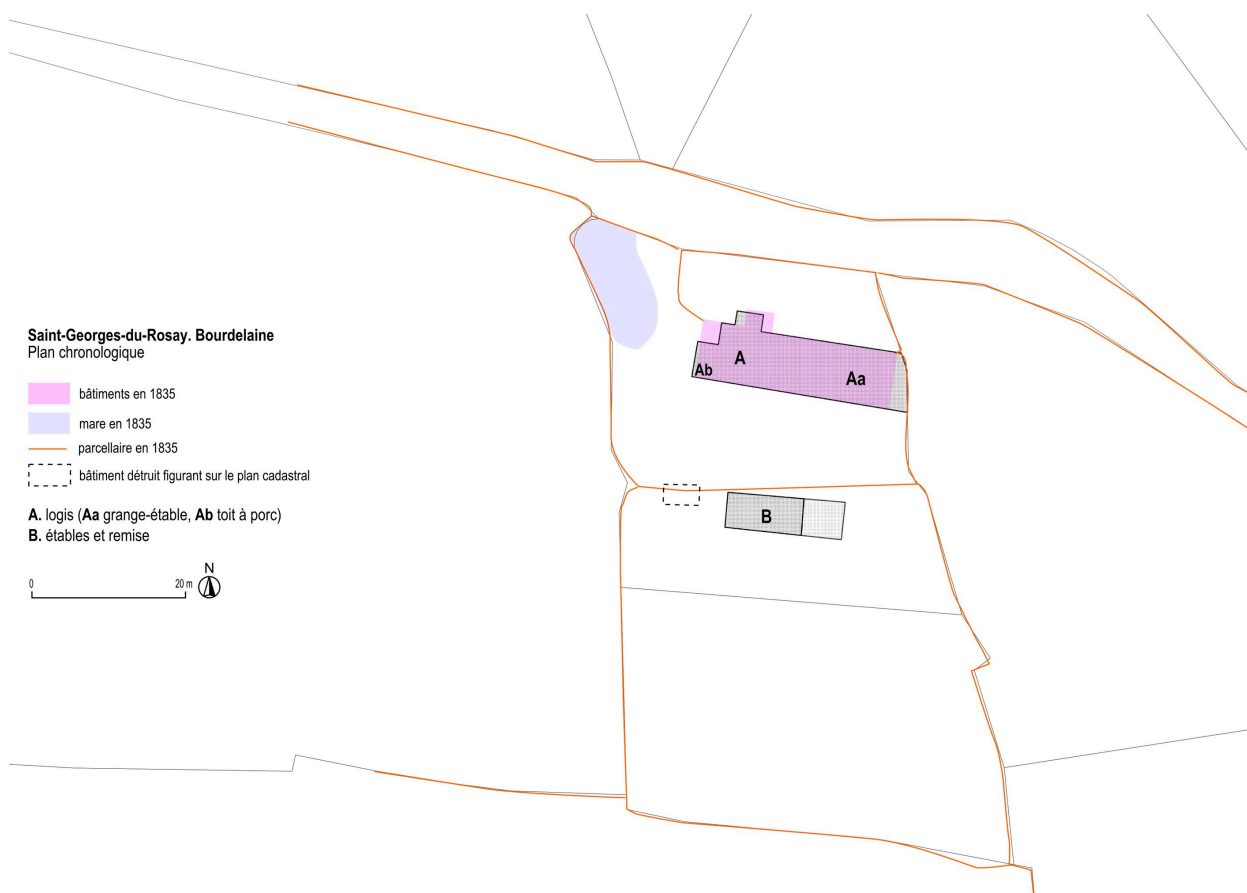 Saint-Georges-du-Rosay. Bourdelaine
Plan chronologique
bâtiments en 1835
mare en 1835
parcellaire en 1835
bâtiment détruit figurant sur le plan cadastral
A. logis (Aa grange-étable, Ab toit à porc)
B. étables et remise
0 20 m N
A
Ab
Aa
B